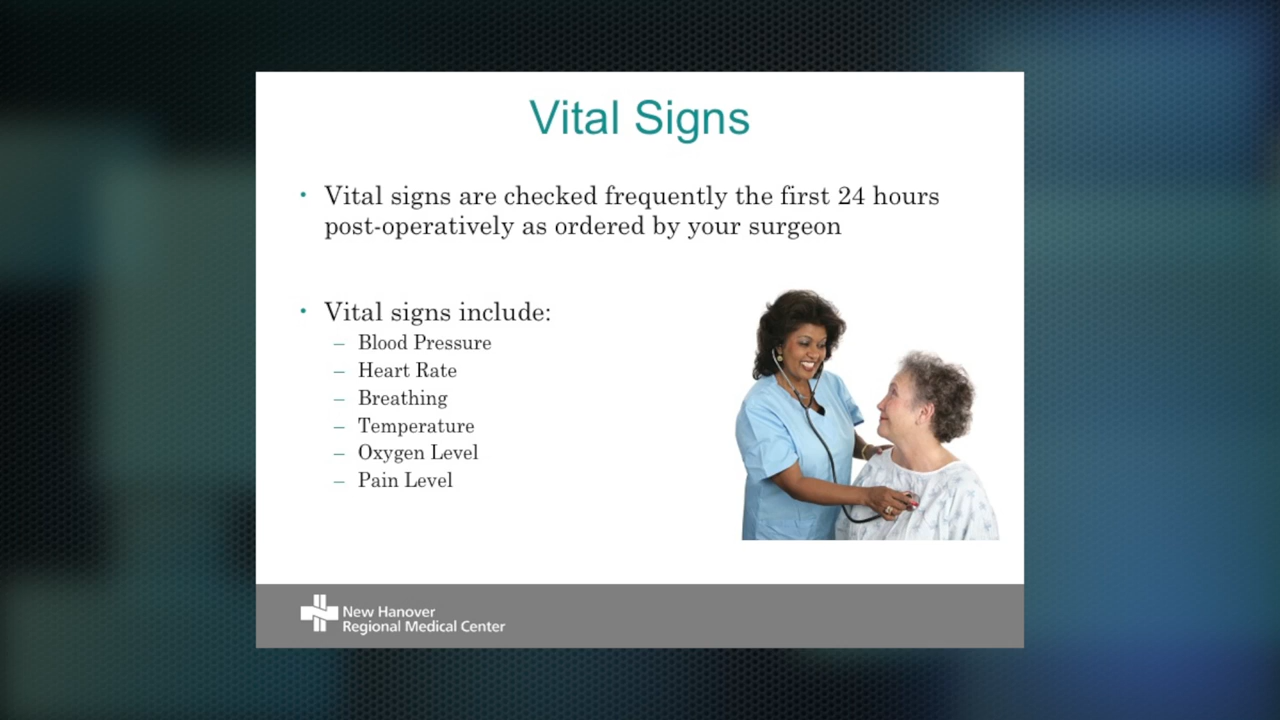 Vital Signs
• Vital signs are checked frequently the first 24 hours
post-operatively as ordered by your surgeon
• Vital signs include:
– Blood Pressure
– Heart Rate
– Breathing
– Temperature
– Oxygen Level
– Pain Level
New Hanover
Regional Medical Center